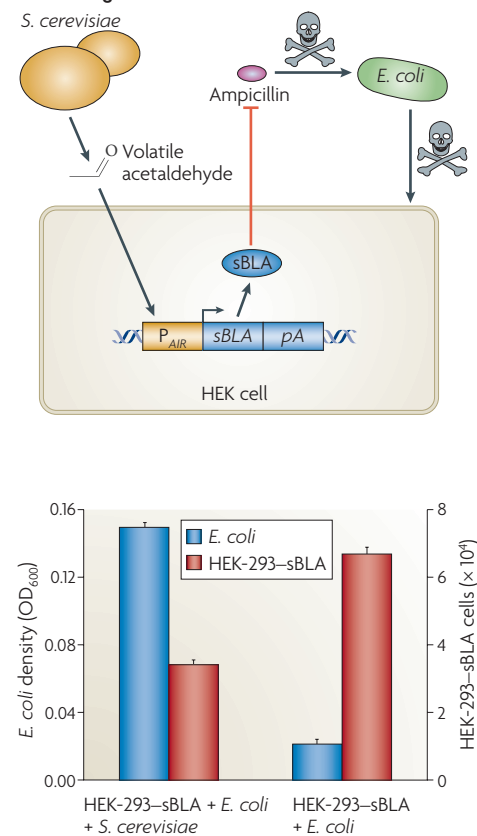 S. cerevisiae
Ampicillin
E. coli
O Volatile
acetaldehyde
sBLA
P AIR sBLA pA
HEK cell
0.16
0.12
0.08
0.04
0.00
E. coli density (OD600)
E. coli
HEK-293–sBLA
8
6
4
2
0
HEK-293–sBLA cells (× 10⁴)
HEK-293–sBLA + E. coli
+ S. cerevisiae
HEK-293–sBLA
+ E. coli